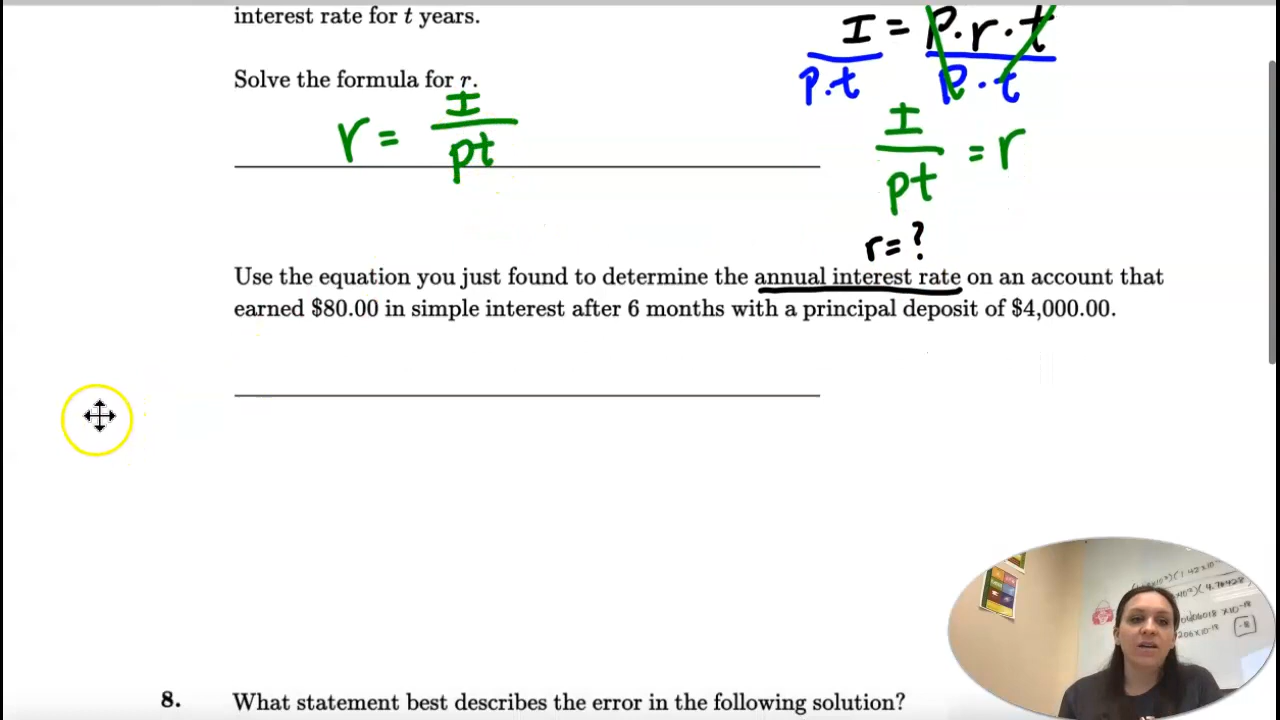 interest rate for t years.
I = p.r.t
p.t p.t
Solve the formula for r.
r = I
pt
I
pt = r
r = ?
Use the equation you just found to determine the annual interest rate on an account that
earned $80.00 in simple interest after 6 months with a principal deposit of $4,000.00.
8. What statement best describes the error in the following solution?